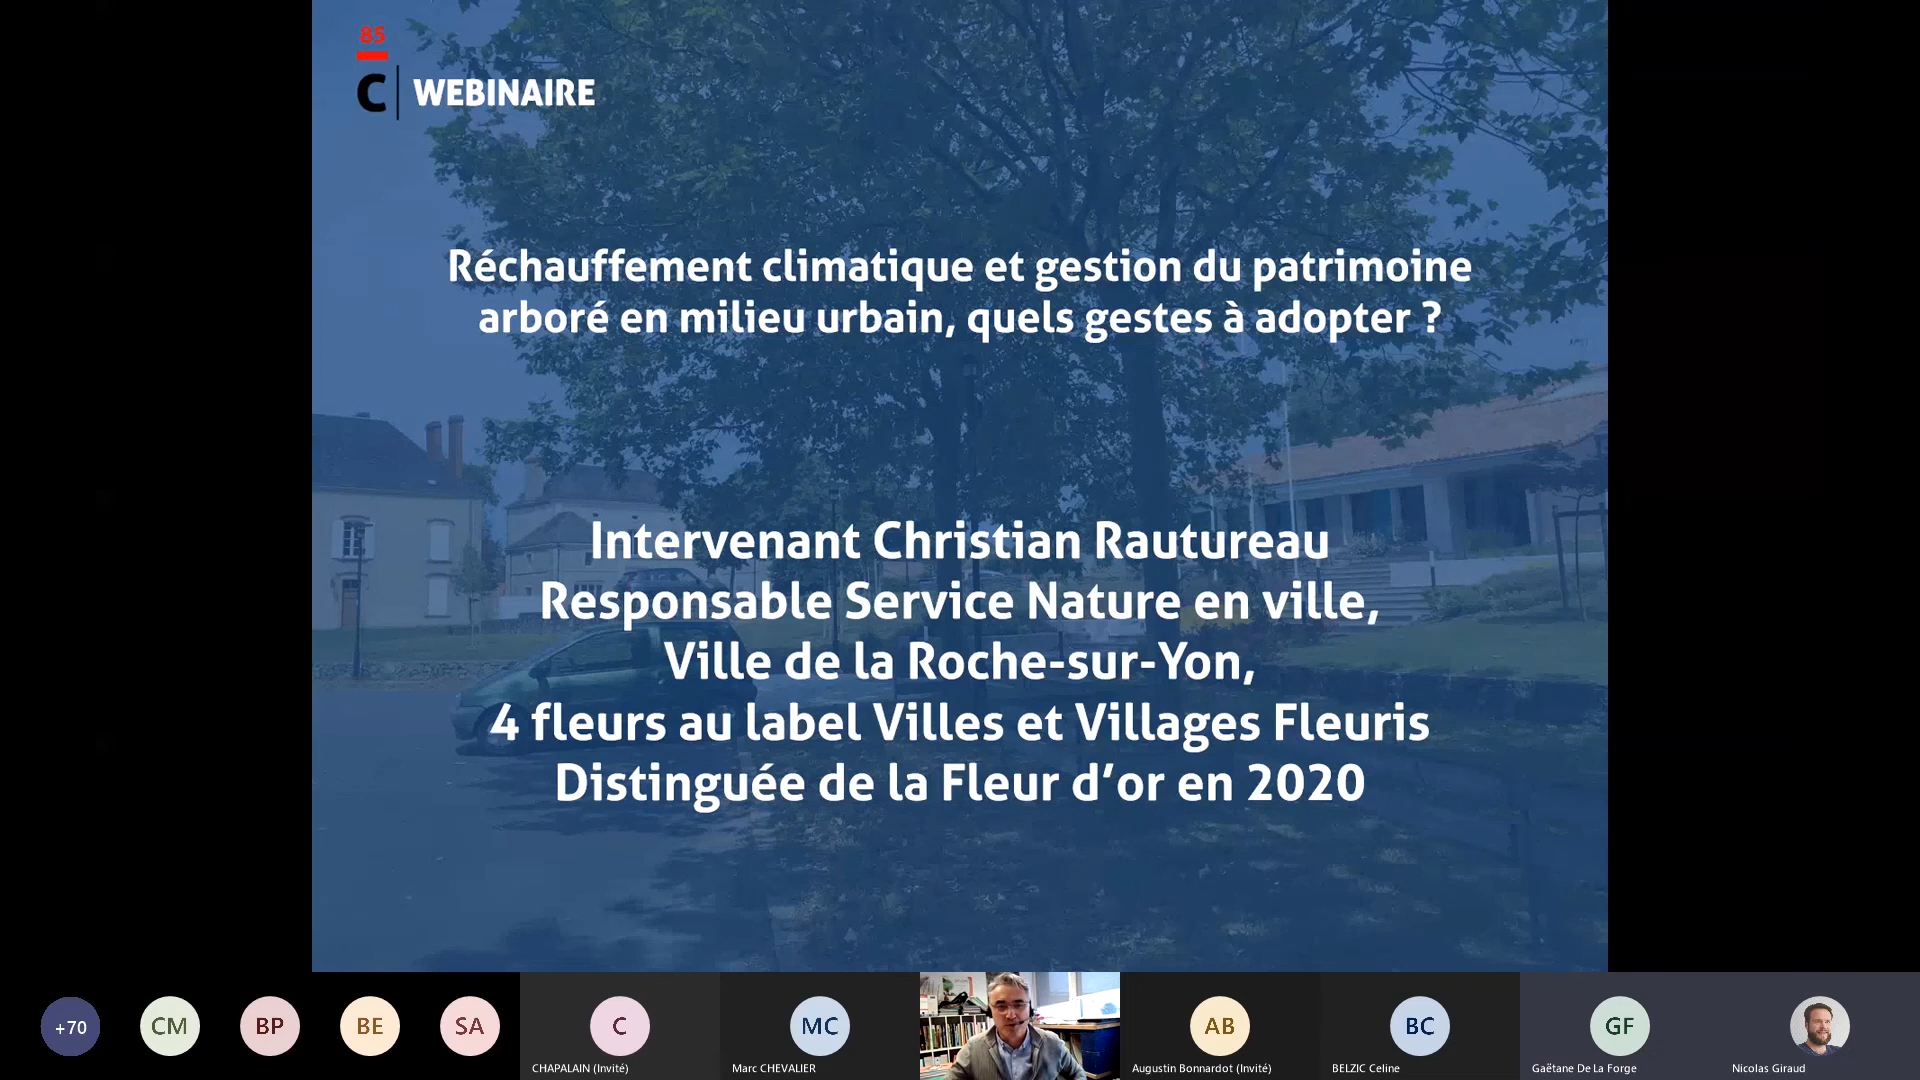 85
C WEBINAIRE
Réchauffement climatique et gestion du patrimoine
arboré en milieu urbain, quels gestes à adopter ?
Intervenant Christian Rautureau
Responsable Service Nature en ville,
Ville de la Roche-sur-Yon,
4 fleurs au label Villes et Villages Fleuris
Distinguée de la Fleur d’or en 2020
+70
CM
BP
BE
SA
C
CHAPALAIN (Invité)
MC
Marc CHEVALIER
AB
Augustin Bonnardot (Invité)
BC
BELZIC Celine
GF
Gaëtane De La Forge
Nicolas Giraud